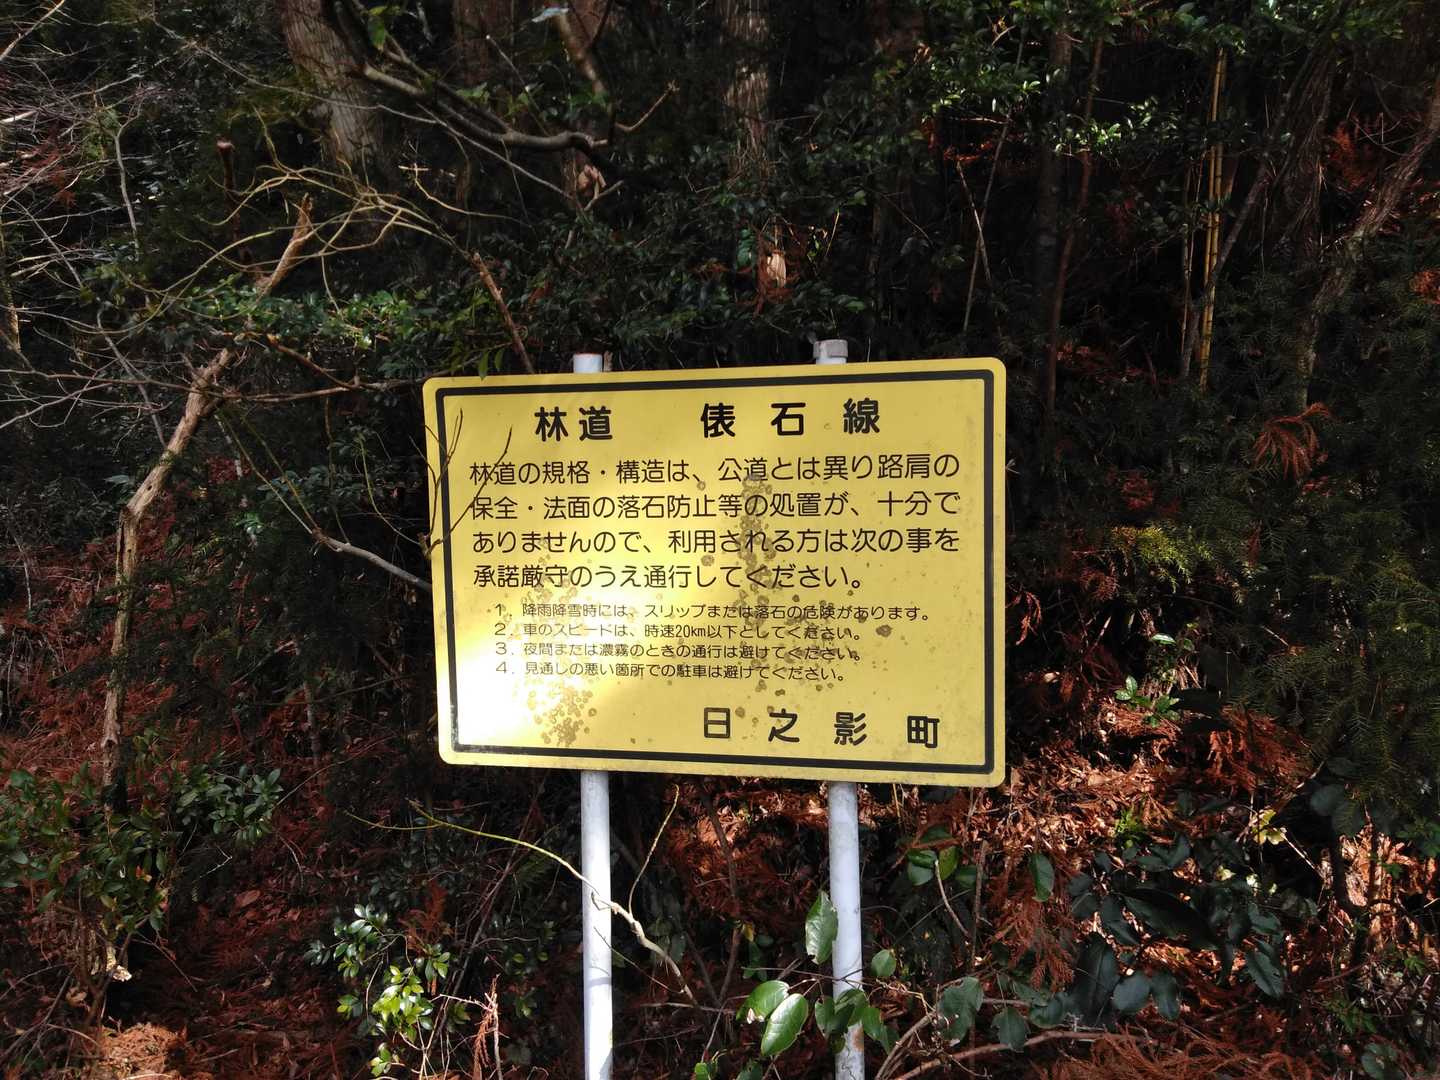 林道 俵石線
林道の規格・構造は、公道とは異り路肩の
保全・法面の落石防止等の処置が、十分で
ありませんので、利用される方は次の事を
承諾厳守のうえ通行してください。
1．降雨降雪時には、スリップまたは落石の危険があります。
2．車のスピードは、時速20km以下としてください。
3．夜間または濃霧のときの通行は避けてください。
4．見通しの悪い箇所での駐車は避けてください。
日之影町